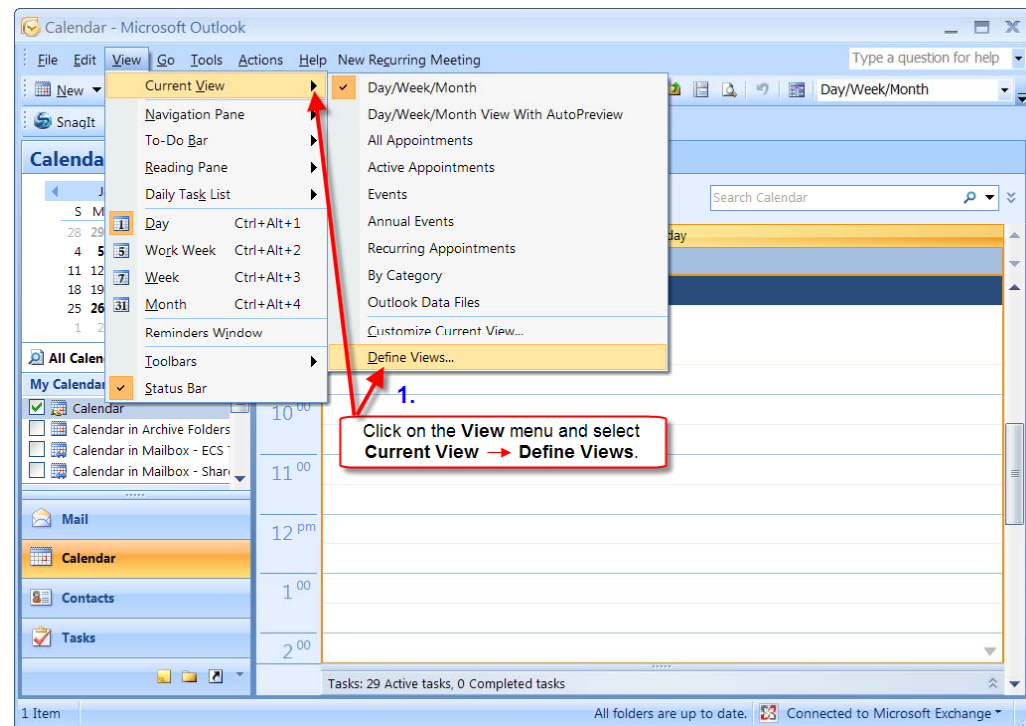 Calendar - Microsoft Outlook
File Edit View Go Tools Actions Help New Recurring Meeting
Type a question for help
New
Day/Week/Month
SnagIt
Current View
Navigation Pane
To-Do Bar
Reading Pane
Daily Task List
1 Day Ctrl+Alt+1
5 Work Week Ctrl+Alt+2
7 Week Ctrl+Alt+3
31 Month Ctrl+Alt+4
Reminders Window
Toolbars
Status Bar
Day/Week/Month
Day/Week/Month View With AutoPreview
All Appointments
Active Appointments
Events
Annual Events
Recurring Appointments
By Category
Outlook Data Files
Customize Current View...
Define Views...
Calenda
J
S M
28 29
4 5
11 12
18 19
25 26
1 2
Search Calendar
day
All Calen
My Calendar
Calendar
Calendar in Archive Folders
Calendar in Mailbox - ECS
Calendar in Mailbox - Shar
1.
Click on the View menu and select
Current View → Define Views.
10 00
11 00
12 pm
1 00
2 00
Mail
Calendar
Contacts
Tasks
Tasks: 29 Active tasks, 0 Completed tasks
1 Item
All folders are up to date. Connected to Microsoft Exchange